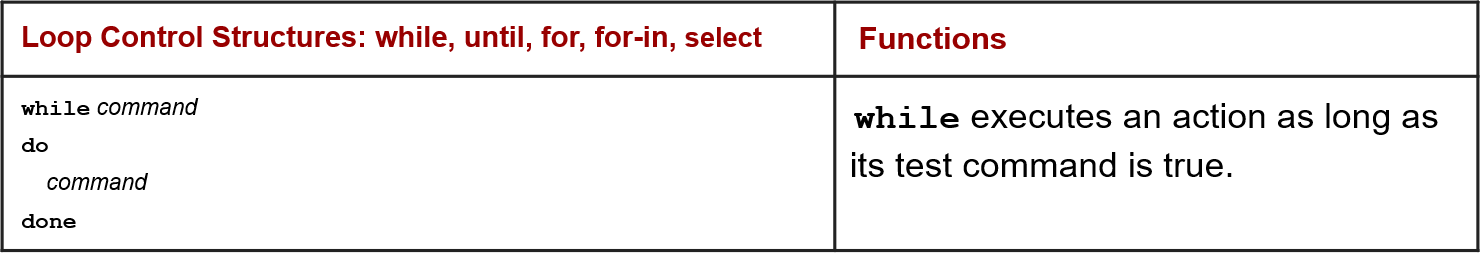 Loop Control Structures: while, until, for, for-in, select
Functions
while command
do
command
done
while executes an action as long as
its test command is true.